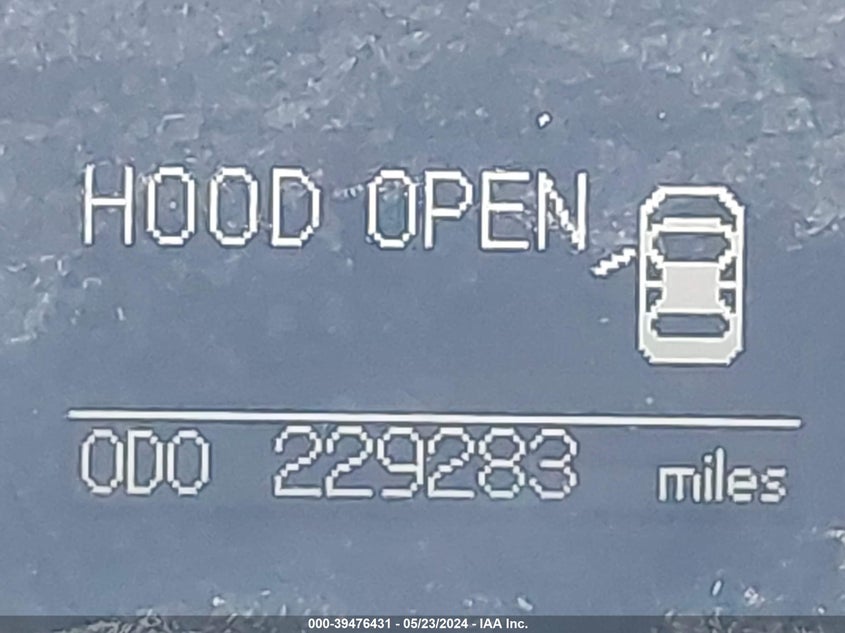 HOOD OPEN
ODO 229283 miles
000-39476431 - 05/23/2024 - IAA Inc.